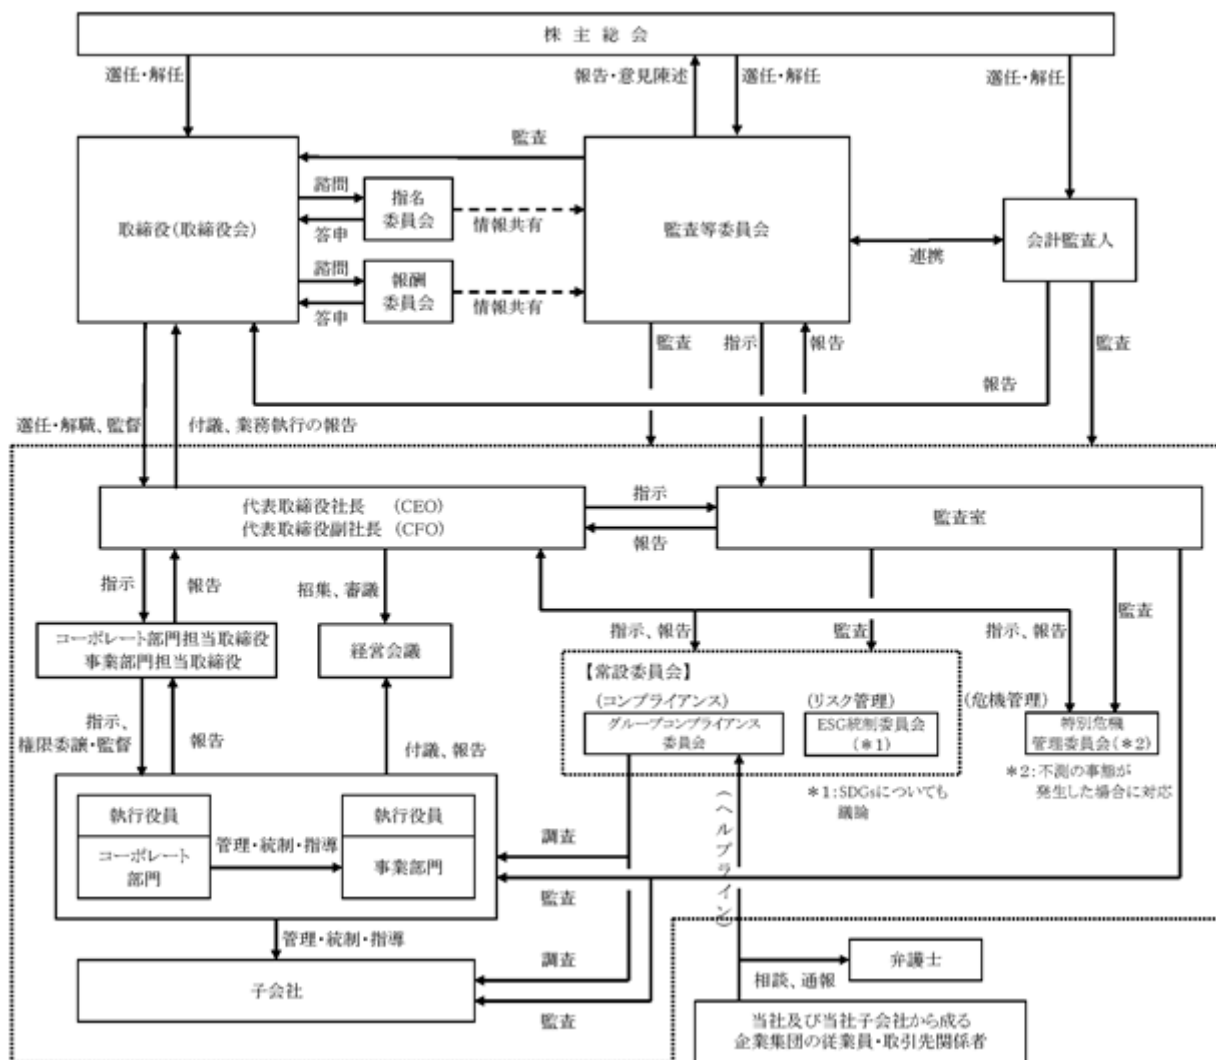 株主総会
選任・解任
報告・意見陳述
選任・解任
選任・解任
監査
取締役(取締役会)
諮問
指名
委員会
答申
情報共有
諮問
報酬
委員会
答申
情報共有
監査等委員会
連携
会計監査人
監査
指示
報告
監査
報告
選任・解職、監督
付議、業務執行の報告
代表取締役社長 (CEO)
代表取締役副社長 (CFO)
指示
報告
監査室
指示
報告
招集、審議
指示、報告
監査
指示、報告
監査
コーポレート部門担当取締役
事業部門担当取締役
経営会議
【常設委員会】
(コンプライアンス)
グループコンプライアンス
委員会
(リスク管理)
ESG統制委員会
(*1)
(危機管理)
特別危機
管理委員会(*2)
*1:SDGsについても
議論
*2:不測の事態が
発生した場合に対応
指示、
権限委譲・監督
報告
付議、報告
執行役員
コーポレート
部門
管理・統制・指導
執行役員
事業部門
調査
監査
(ヘルプライン)
管理・統制・指導
子会社
調査
監査
弁護士
相談、通報
当社及び当社子会社から成る
企業集団の従業員・取引先関係者